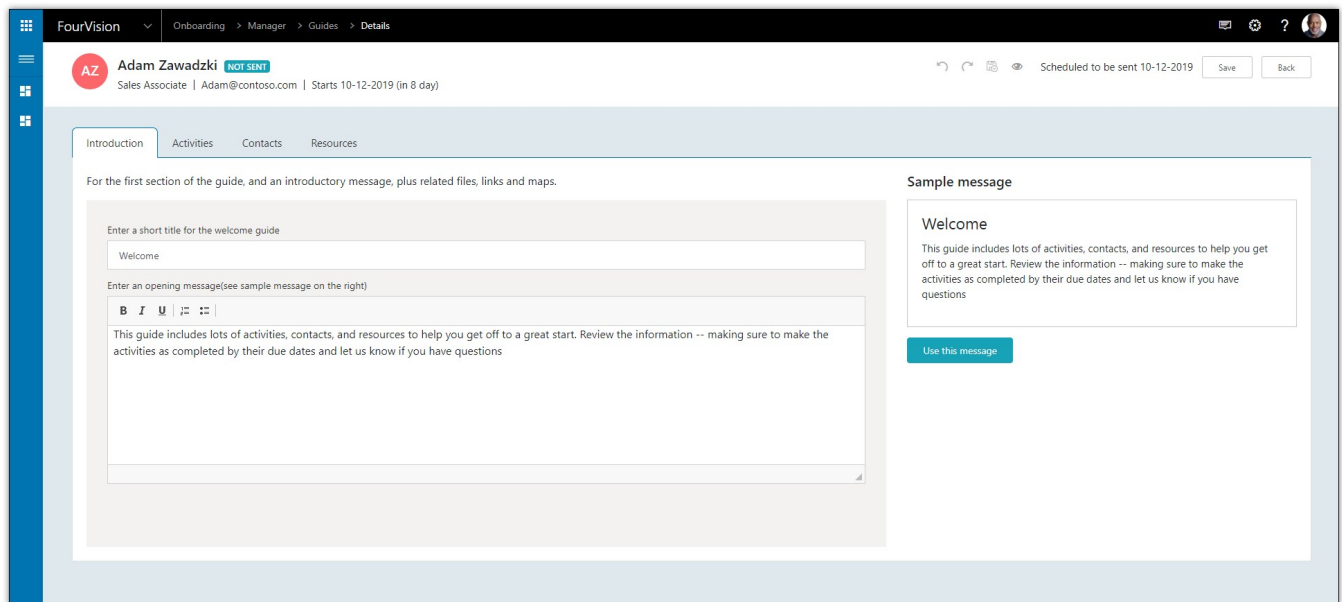 FourVision Onboarding > Manager > Guides > Details ?
AZ
Adam Zawadzki NOT SENT
Sales Associate | Adam@contoso.com | Starts 10-12-2019 (in 8 day)
Scheduled to be sent 10-12-2019 Save Back
Introduction Activities Contacts Resources
For the first section of the guide, and an introductory message, plus related files, links and maps.
Enter a short title for the welcome guide
Welcome
Enter an opening message(see sample message on the right)
B I U
This guide includes lots of activities, contacts, and resources to help you get off to a great start. Review the information -- making sure to make the
activities as completed by their due dates and let us know if you have questions
Sample message
Welcome
This guide includes lots of activities, contacts, and resources to help you get
off to a great start. Review the information -- making sure to make the
activities as completed by their due dates and let us know if you have
questions
Use this message